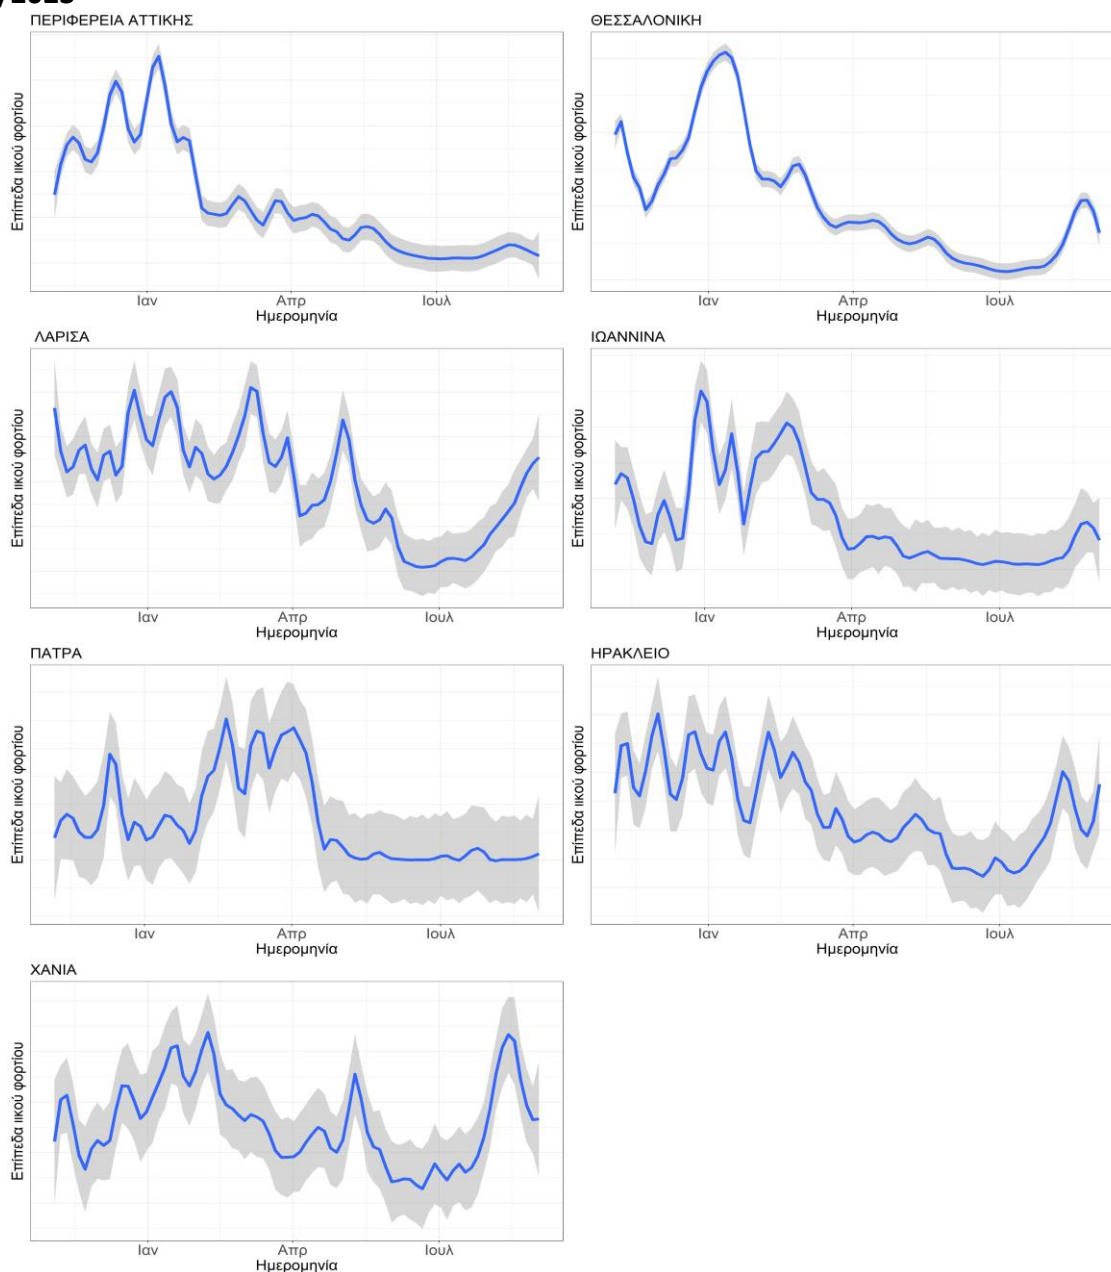 ΠΕΡΙΦΕΡΕΙΑ ΑΤΤΙΚΗΣ
Επίπεδα ιικού φορτίου
Ιαν Απρ Ιουλ
Ημερομηνία
ΘΕΣΣΑΛΟΝΙΚΗ
Επίπεδα ιικού φορτίου
Ιαν Απρ Ιουλ
Ημερομηνία
ΛΑΡΙΣΑ
Επίπεδα ιικού φορτίου
Ιαν Απρ Ιουλ
Ημερομηνία
ΙΩΑΝΝΙΝΑ
Επίπεδα ιικού φορτίου
Ιαν Απρ Ιουλ
Ημερομηνία
ΠΑΤΡΑ
Επίπεδα ιικού φορτίου
Ιαν Απρ Ιουλ
Ημερομηνία
ΗΡΑΚΛΕΙΟ
Επίπεδα ιικού φορτίου
Ιαν Απρ Ιουλ
Ημερομηνία
ΧΑΝΙΑ
Επίπεδα ιικού φορτίου
Ιαν Απρ Ιουλ
Ημερομηνία